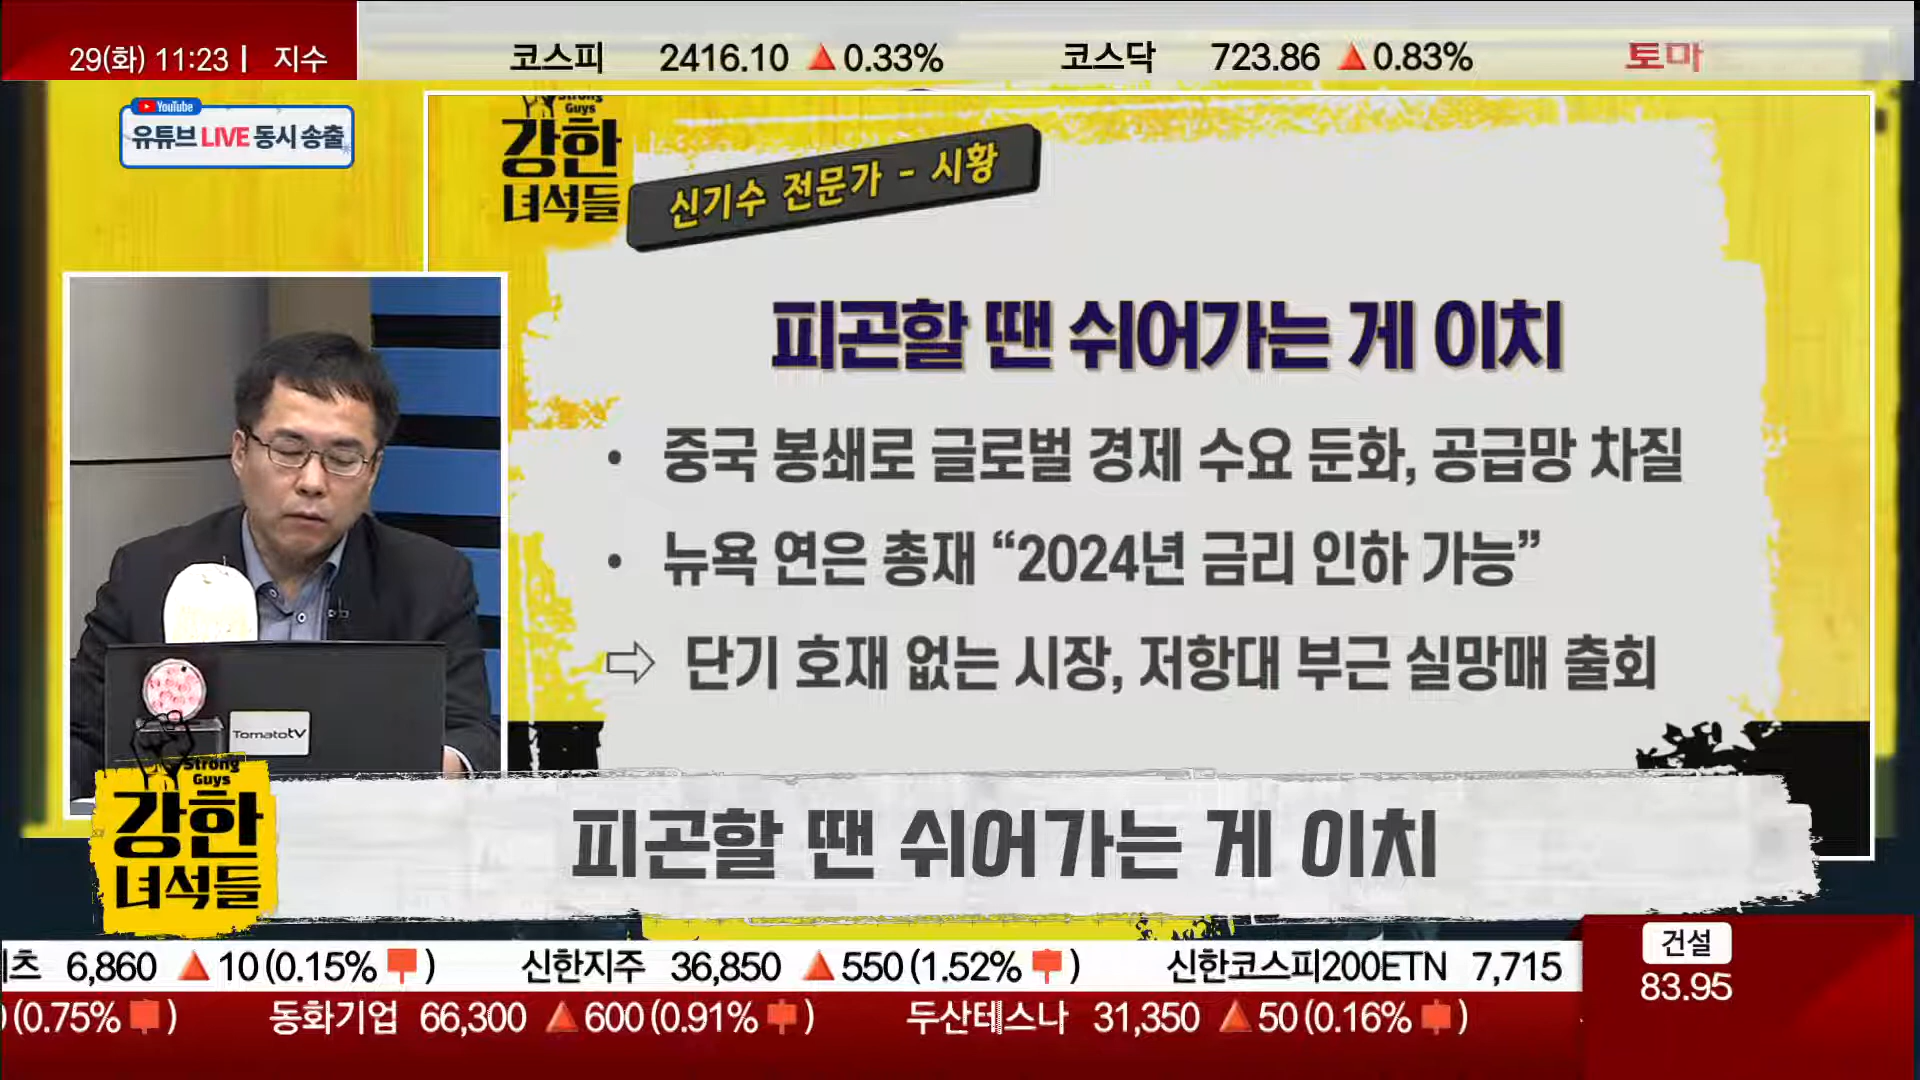 29(화) 11:23 | 지수
코스피 2416.10 ▲0.33% 코스닥 723.86 ▲0.83% 토마
YouTube
유튜브 LIVE 동시 송출
Strong
Guys
강한
녀석들
신기수 전문가 - 시황
피곤할 땐 쉬어가는 게 이치
• 중국 봉쇄로 글로벌 경제 수요 둔화, 공급망 차질
• 뉴욕 연은 총재 “2024년 금리 인하 가능”
⇨ 단기 호재 없는 시장, 저항대 부근 실망매 출회
TomatoTV
Strong
Guys
강한
녀석들
피곤할 땐 쉬어가는 게 이치
츠 6,860 ▲10(0.15%) 신한지주 36,850 ▲550(1.52%) 신한코스피200ETN 7,715
(0.75%) 동화기업 66,300 ▲600(0.91%) 두산테스나 31,350 ▲50(0.16%)
건설
83.95